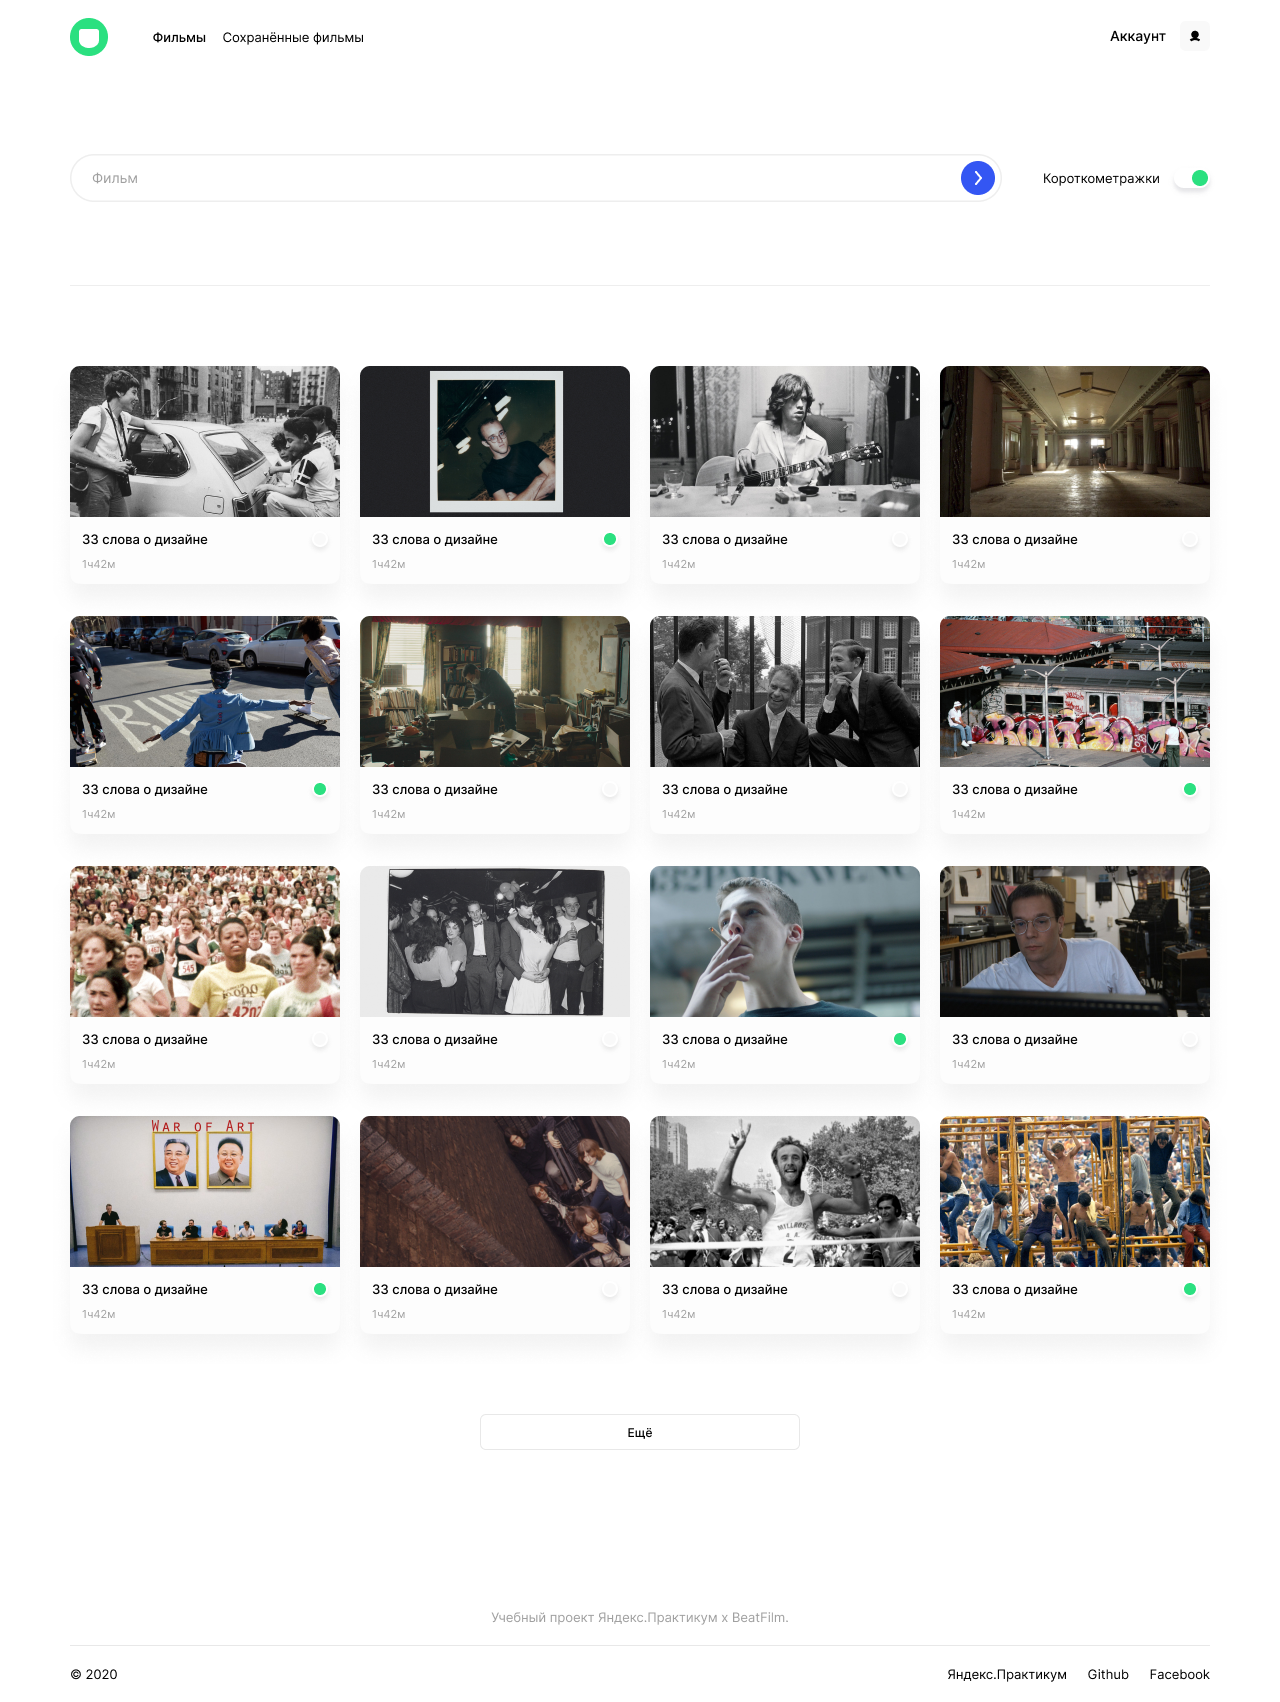 Фильмы Сохранённые фильмы Аккаунт
Фильм Короткометражки
33 слова о дизайне 33 слова о дизайне 33 слова о дизайне 33 слова о дизайне
1ч42м 1ч42м 1ч42м 1ч42м
ROTEO
33 слова о дизайне 33 слова о дизайне 33 слова о дизайне 33 слова о дизайне
1ч42м 1ч42м 1ч42м 1ч42м
545
33 слова о дизайне 33 слова о дизайне 33 слова о дизайне 33 слова о дизайне
1ч42м 1ч42м 1ч42м 1ч42м
WAR OF ART
33 слова о дизайне 33 слова о дизайне 33 слова о дизайне 33 слова о дизайне
1ч42м 1ч42м 1ч42м 1ч42м
Ещё
Учебный проект Яндекс.Практикум х BeatFilm.
© 2020 Яндекс.Практикум Github Facebook